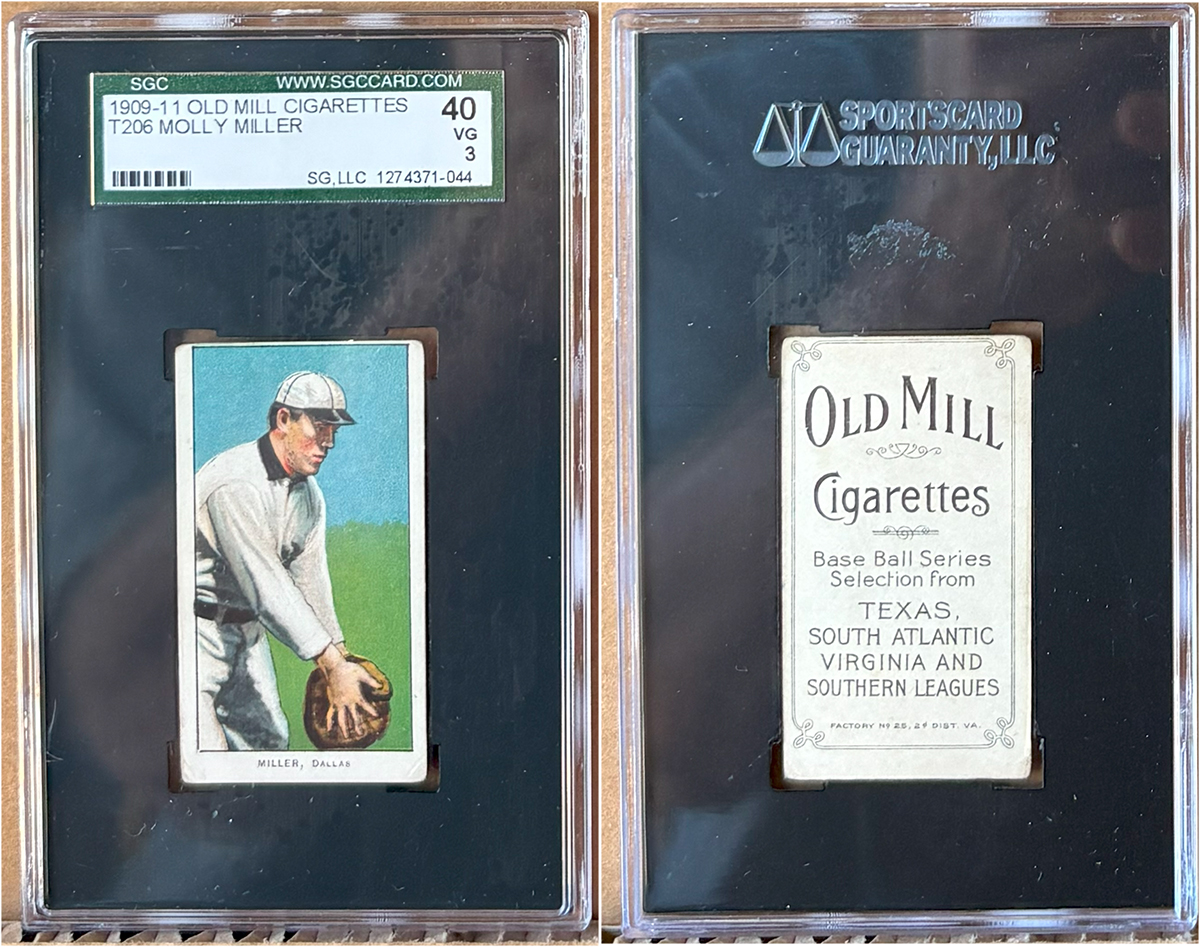 SGC WWW.SGCCARD.COM
1909-11 OLD MILL CIGARETTES 40
T206 MOLLY MILLER VG
3
SG, LLC 1274371-044
MILLER, DALLAS
SPORTSCARD
GUARANTY, LLC
OLD MILL
Cigarettes
Base Ball Series
Selection from
TEXAS,
SOUTH ATLANTIC
VIRGINIA AND
SOUTHERN LEAGUES
FACTORY Nº 25, 2d DIST. VA.